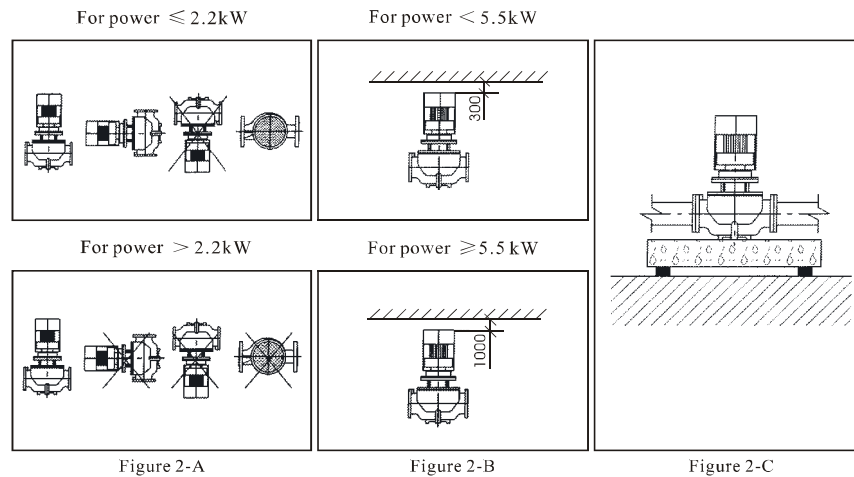 For power ≤ 2.2kW
For power < 5.5kW
300
For power > 2.2kW
For power ≥ 5.5 kW
1000
Figure 2-A
Figure 2-B
Figure 2-C